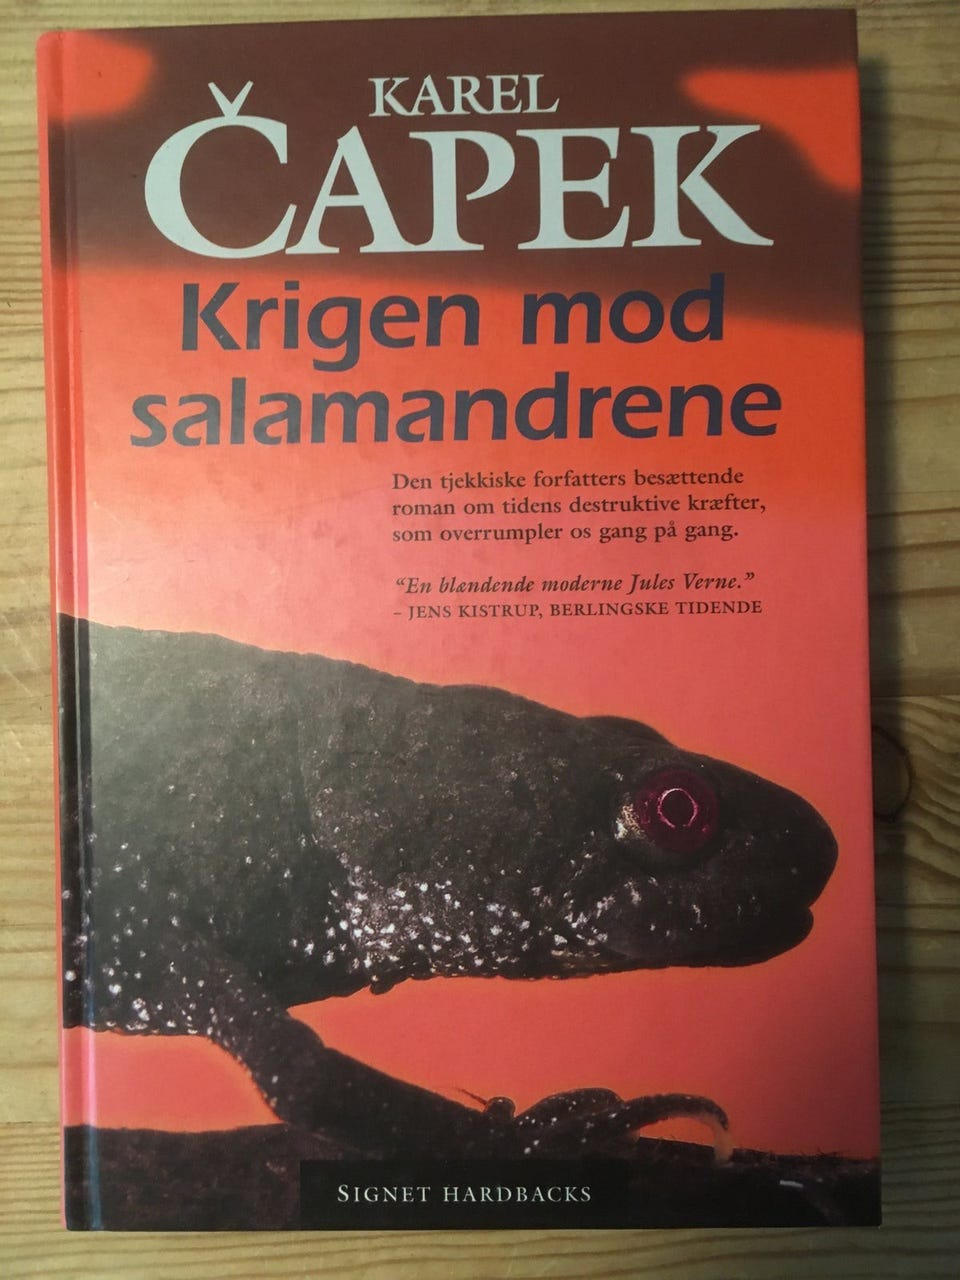 KAREL
ČAPEK
Krigen mod
salamandrene
Den tjekkiske forfatters besættende
roman om tidens destruktive kræfter,
som overrumpler os gang på gang.
“En blændende moderne Jules Verne.”
– JENS KISTRUP, BERLINGSKE TIDENDE
SIGNET HARDBACKS